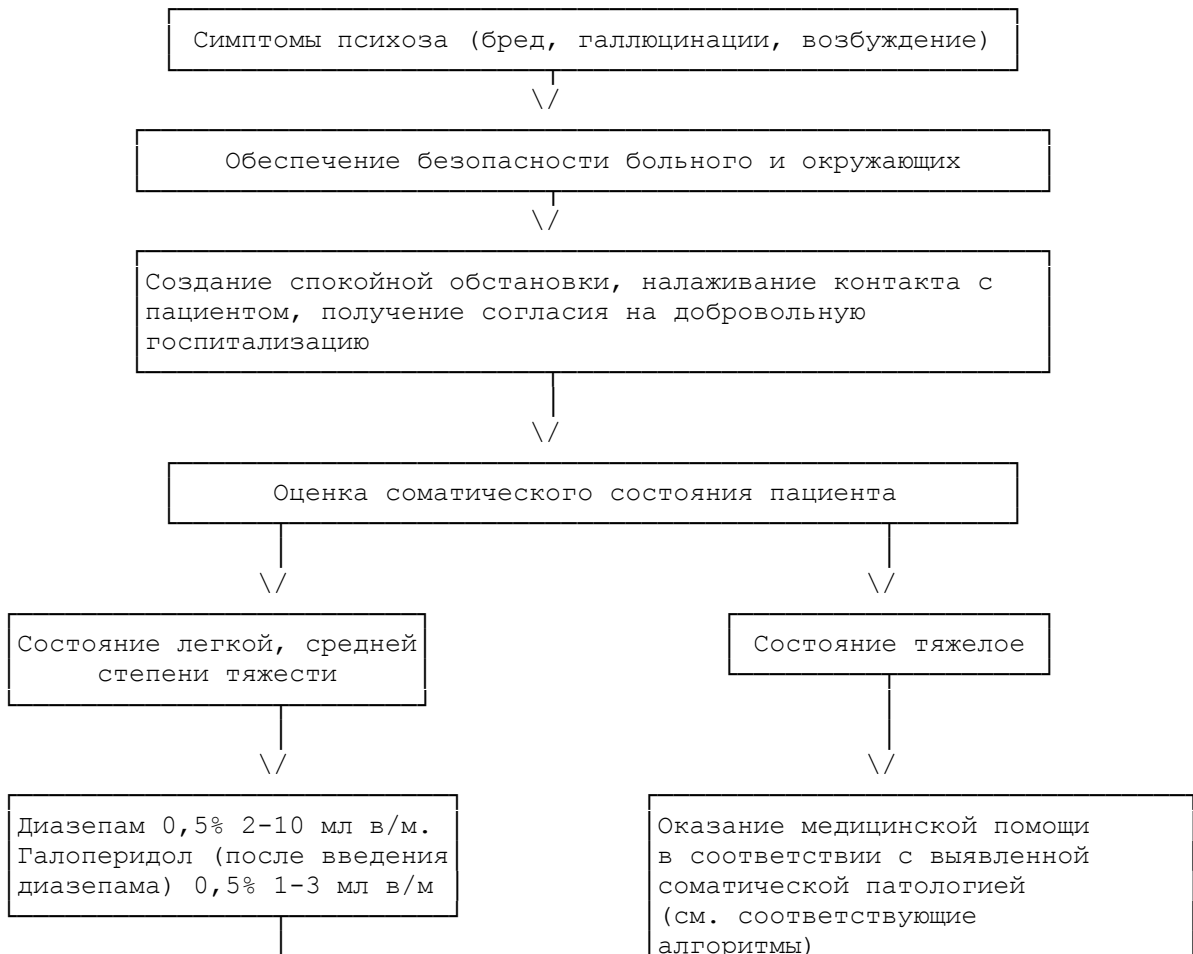 Симптомы психоза (бред, галлюцинации, возбуждение)
Обеспечение безопасности больного и окружающих
Создание спокойной обстановки, налаживание контакта с
пациентом, получение согласия на добровольную
госпитализацию
Оценка соматического состояния пациента
Состояние легкой, средней
степени тяжести
Состояние тяжелое
Диазепам 0,5% 2-10 мл в/м.
Галоперидол (после введения
диазепама) 0,5% 1-3 мл в/м
Оказание медицинской помощи
в соответствии с выявленной
соматической патологией
(см. соответствующие
алгоритмы)